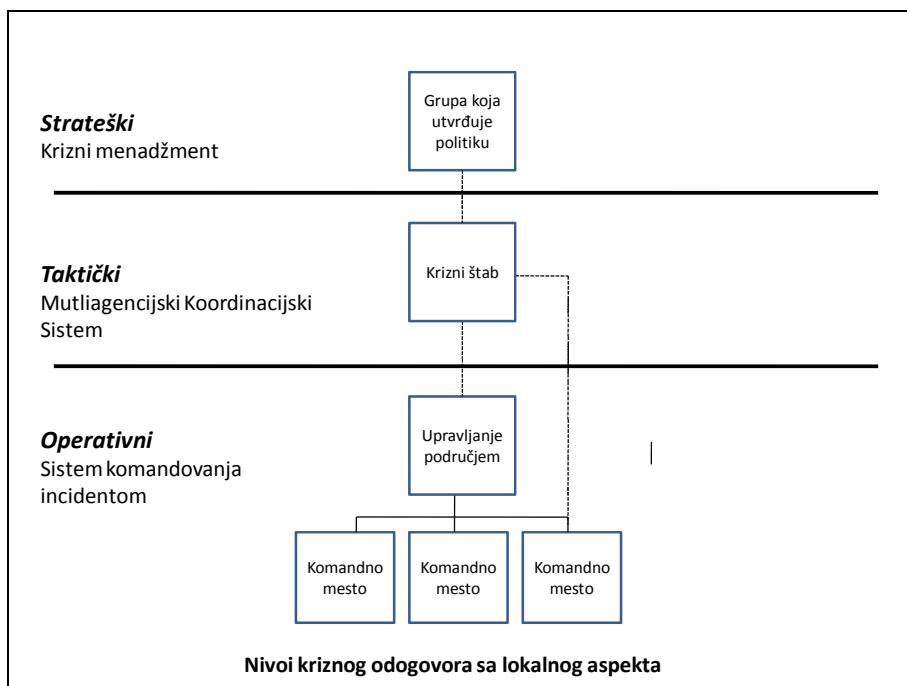 Grupa koja
utvrđuje
politiku
Strateški
Krizni menadžment
Krizni štab
Taktički
Mutliagencijski Koordinacijski
Sistem
Upravljanje
područjem
Operativni
Sistem komandovanja
incidentom
Komandno
mesto
Komandno
mesto
Komandno
mesto
Nivoi kriznog odogovora sa lokalnog aspekta